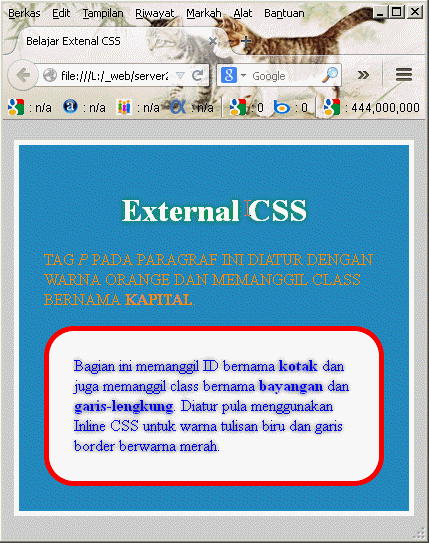 Berkas Edit Tampilan Riwayat Markah Alat Bantuan
Belajar Extenal CSS
file:///L:/_web/server2
Google
: n/a : n/a : n/a : n/a : 0 : 0 : 444,000,000
External CSS
TAG P PADA PARAGRAF INI DIATUR DENGAN
WARNA ORANGE DAN MEMANGGIL CLASS
BERNAMA KAPITAL.
Bagian ini memanggil ID bernama kotak dan
juga memanggil class bernama bayangan dan
garis-lengkung. Diatur pula menggunakan
Inline CSS untuk warna tulisan biru dan garis
border berwarna merah.